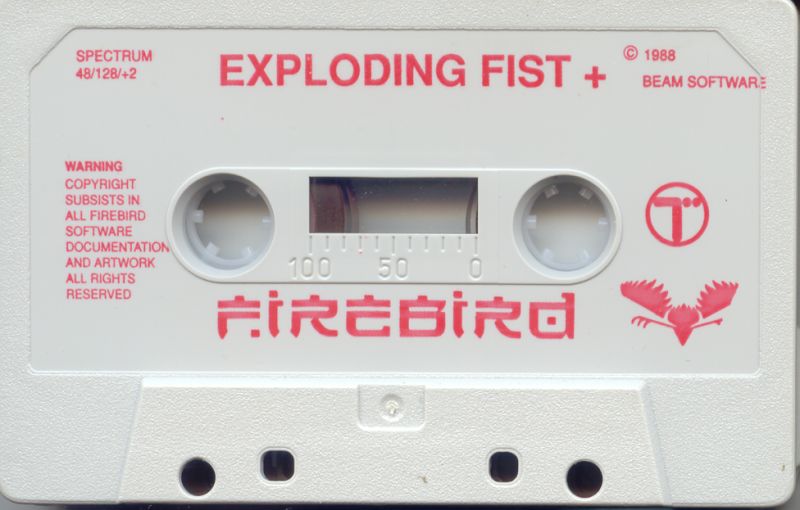 SPECTRUM
48/128/+2
EXPLODING FIST +
© 1988
BEAM SOFTWARE
WARNING
COPYRIGHT
SUBSISTS IN
ALL FIREBIRD
SOFTWARE
DOCUMENTATION
AND ARTWORK
ALL RIGHTS
RESERVED
100 50 0
FIREBIRD